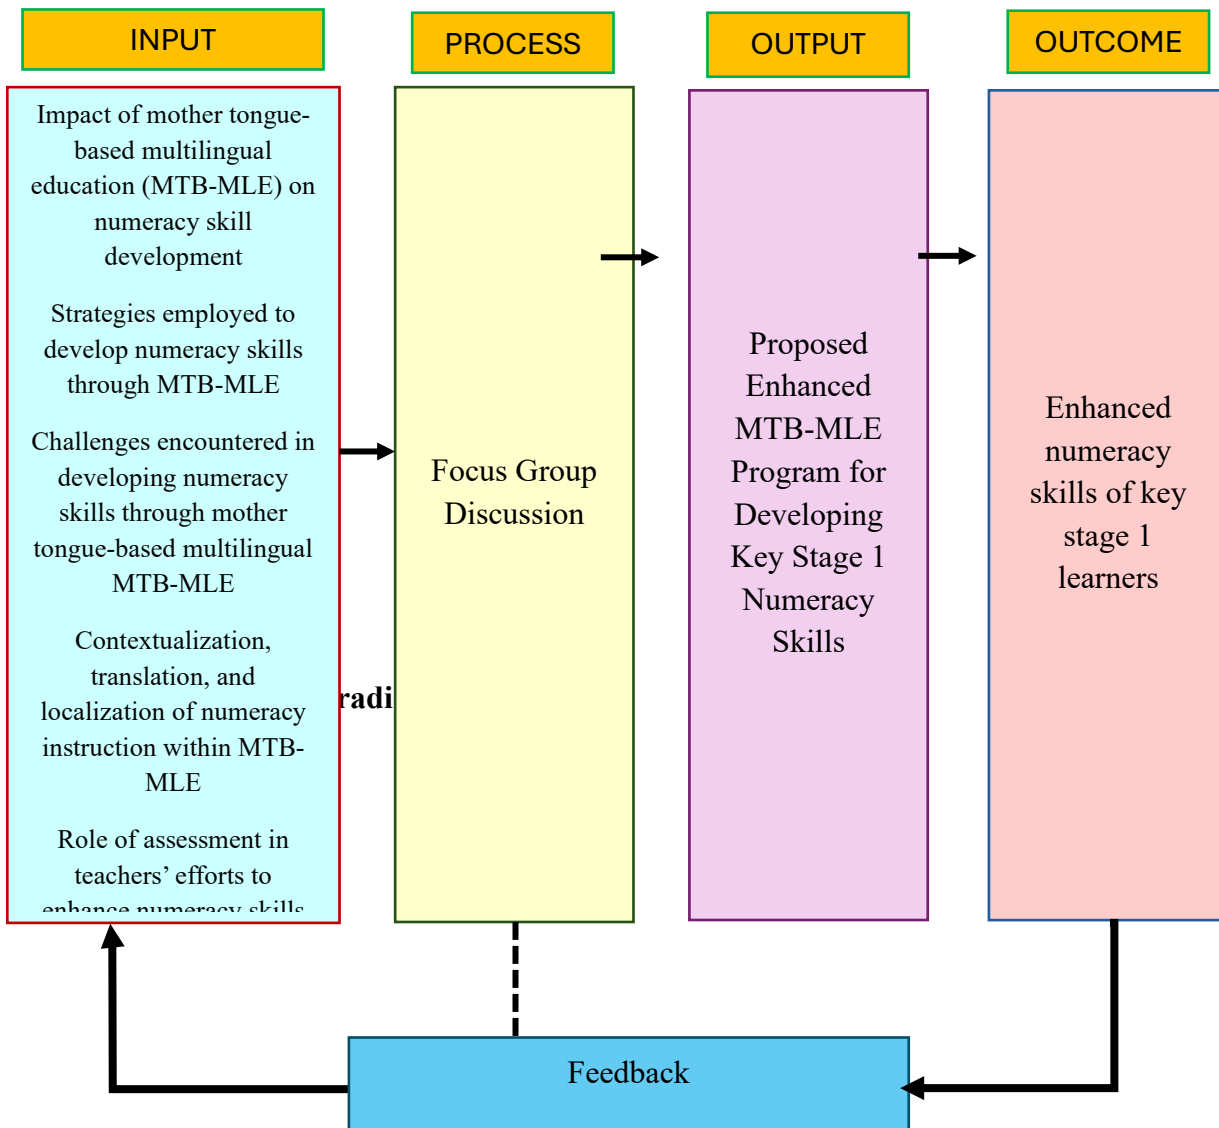 INPUT
PROCESS
OUTPUT
OUTCOME
Impact of mother tongue-
based multilingual
education (MTB-MLE) on
numeracy skill
development
Strategies employed to
develop numeracy skills
through MTB-MLE
Challenges encountered in
developing numeracy
skills through mother
tongue-based multilingual
MTB-MLE
Contextualization,
translation, and
localization of numeracy
instruction within MTB-
MLE
Role of assessment in
teachers’ efforts to
enhance numeracy skills
radi
Focus Group
Discussion
Proposed
Enhanced
MTB-MLE
Program for
Developing
Key Stage 1
Numeracy
Skills
Enhanced
numeracy
skills of key
stage 1
learners
Feedback